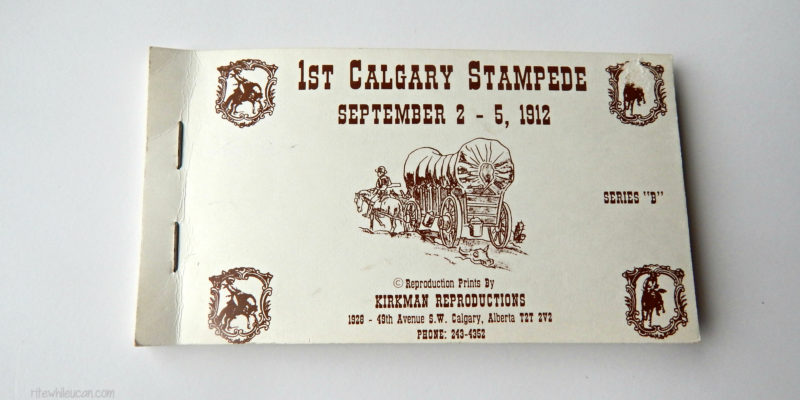 1ST CALGARY STAMPEDE
SEPTEMBER 2 - 5, 1912
SERIES "B"
© Reproduction Prints By
KIRKMAN REPRODUCTIONS
1928 - 49th Avenue S.W. Calgary, Alberta T2T 2V2
PHONE: 243-4352
ritewhileucan.com